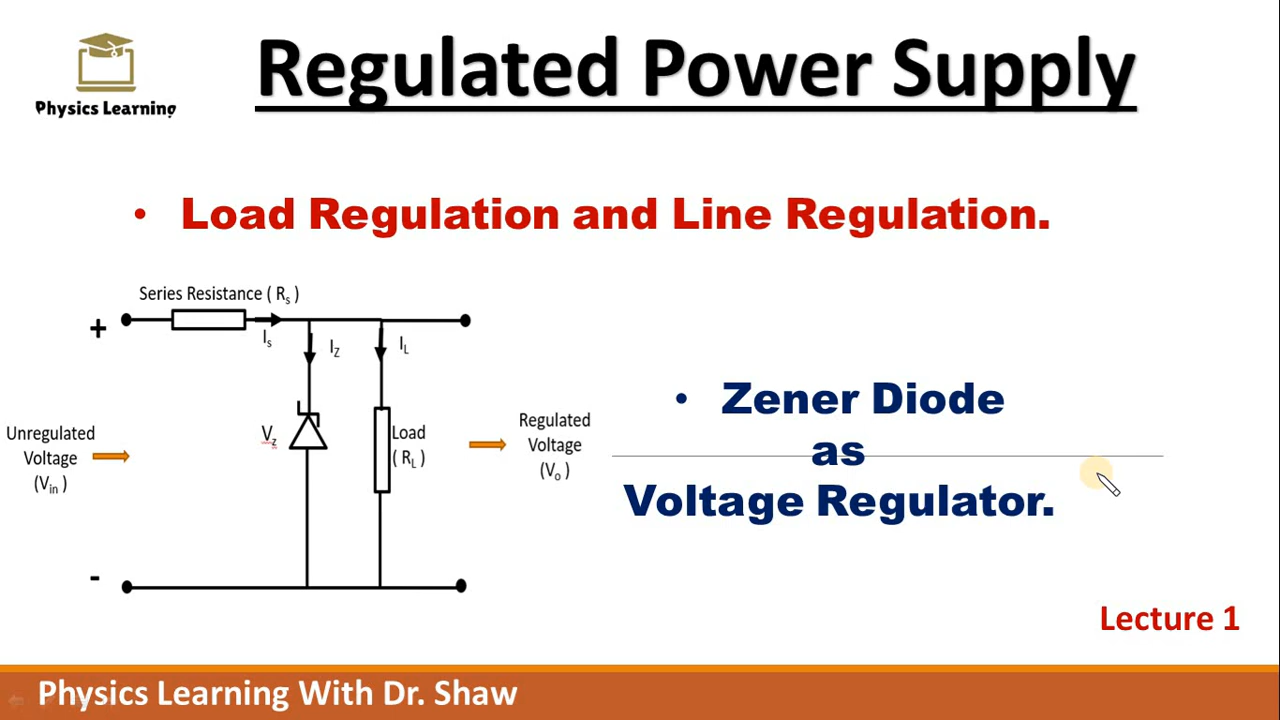 Physics Learning
Regulated Power Supply
• Load Regulation and Line Regulation.
Series Resistance ( Rs )
+
Is
IZ
IL
Unregulated
Voltage
(Vin )
Vz
Load
( RL )
Regulated
Voltage
(Vo )
-
• Zener Diode
as
Voltage Regulator.
Lecture 1
Physics Learning With Dr. Shaw